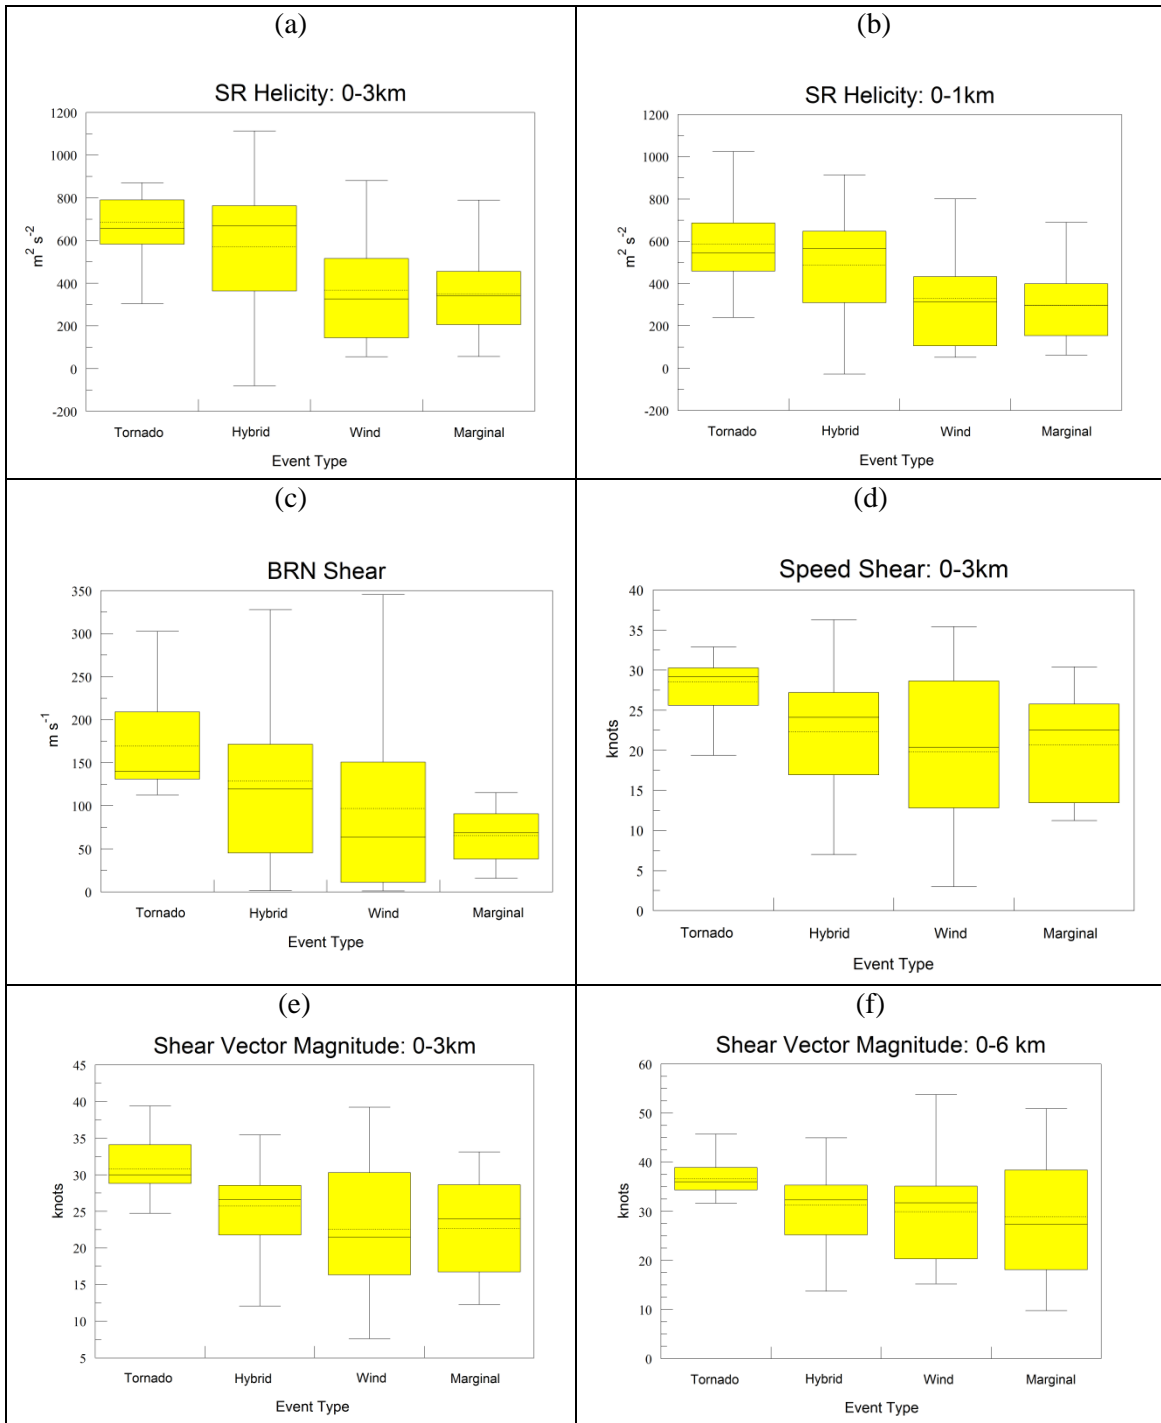 (a)
SR Helicity: 0-3km
m² s⁻²
1200
1000
800
600
400
200
0
-200
Tornado Hybrid Wind Marginal
Event Type
(b)
SR Helicity: 0-1km
m² s⁻²
1200
1000
800
600
400
200
0
-200
Tornado Hybrid Wind Marginal
Event Type
(c)
BRN Shear
m s⁻¹
350
300
250
200
150
100
50
0
Tornado Hybrid Wind Marginal
Event Type
(d)
Speed Shear: 0-3km
knots
40
35
30
25
20
15
10
5
0
Tornado Hybrid Wind Marginal
Event Type
(e)
Shear Vector Magnitude: 0-3km
knots
45
40
35
30
25
20
15
10
5
Tornado Hybrid Wind Marginal
Event Type
(f)
Shear Vector Magnitude: 0-6 km
knots
60
50
40
30
20
10
0
Tornado Hybrid Wind Marginal
Event Type